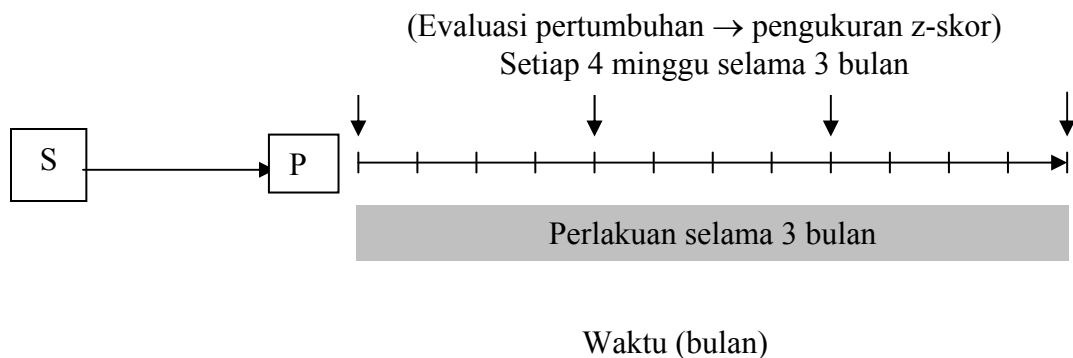 (Evaluasi pertumbuhan → pengukuran z-skor)
Setiap 4 minggu selama 3 bulan
S
P
Perlakuan selama 3 bulan
Waktu (bulan)